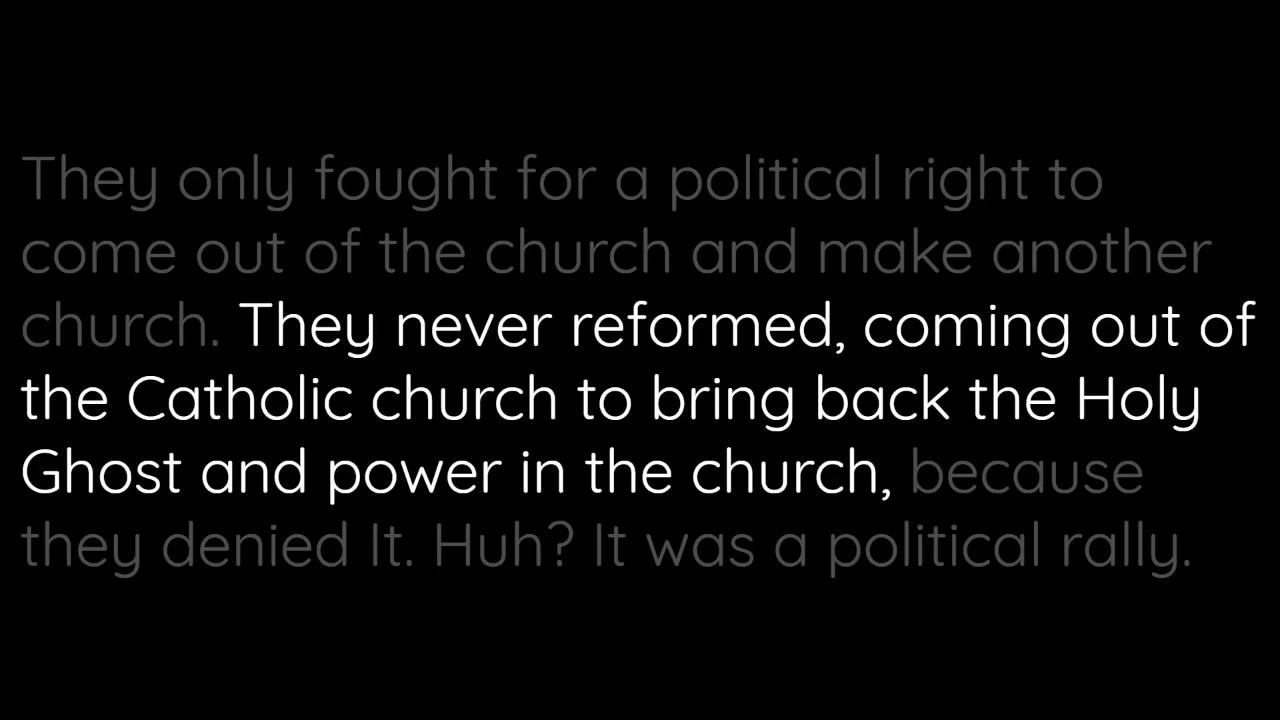 They only fought for a political right to
come out of the church and make another
church. They never reformed, coming out of
the Catholic church to bring back the Holy
Ghost and power in the church, because
they denied It. Huh? It was a political rally.